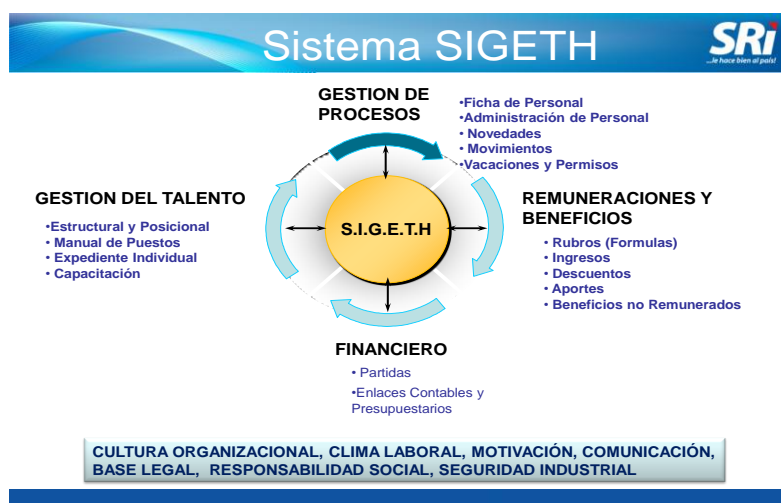 Sistema SIGETH
SRi
...le hace bien al país!
GESTION DE
PROCESOS
•Ficha de Personal
•Administración de Personal
• Novedades
• Movimientos
•Vacaciones y Permisos
GESTION DEL TALENTO
•Estructural y Posicional
• Manual de Puestos
• Expediente Individual
• Capacitación
S.I.G.E.T.H
REMUNERACIONES Y
BENEFICIOS
• Rubros (Formulas)
• Ingresos
• Descuentos
• Aportes
• Beneficios no Remunerados
FINANCIERO
• Partidas
•Enlaces Contables y
Presupuestarios
CULTURA ORGANIZACIONAL, CLIMA LABORAL, MOTIVACIÓN, COMUNICACIÓN,
BASE LEGAL, RESPONSABILIDAD SOCIAL, SEGURIDAD INDUSTRIAL